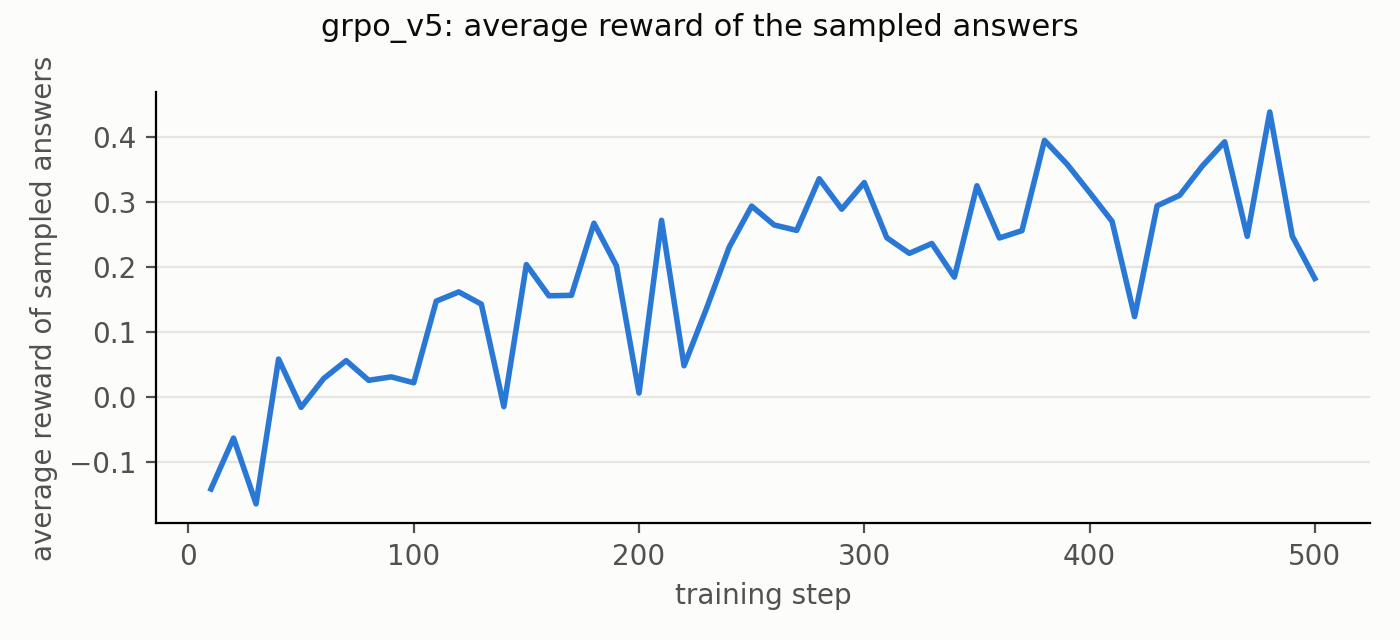 grpo_v5: average reward of the sampled answers
average reward of sampled answers
0.4
0.3
0.2
0.1
0.0
−0.1
0 100 200 300 400 500
training step